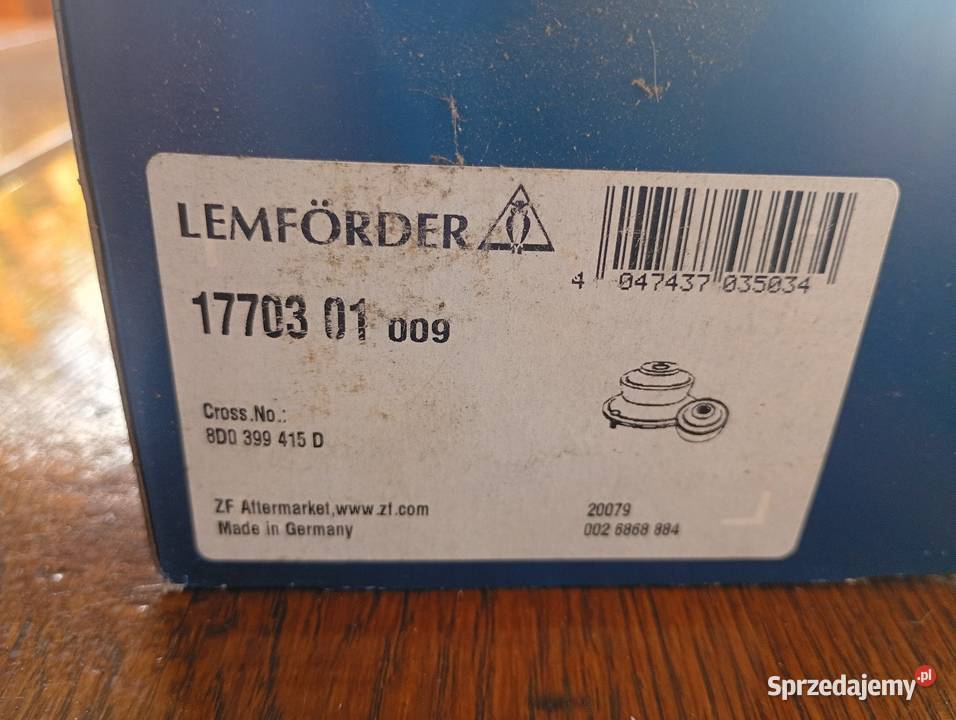 LEMFÖRDER
4 047437 035034
17703 01 009
Cross.No.:
8D0 399 415 D
ZF Aftermarket,www.zf.com
Made in Germany
20079
002 6868 884
Sprzedajemy.pl